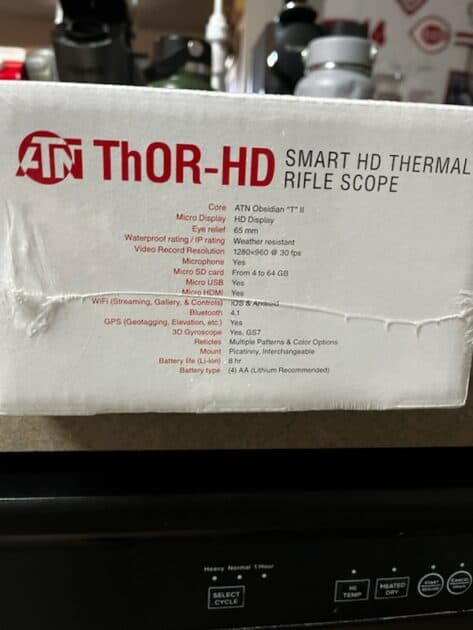 14
ATN ThOR-HD SMART HD THERMAL
RIFLE SCOPE
Core ATN Obsidian "T" II
Micro Display HD Display
Eye relief 65 mm
Waterproof rating / IP rating Weather resistant
Video Record Resolution 1280x960 @ 30 fps
Microphone Yes
Micro SD card From 4 to 64 GB
Micro USB Yes
Micro HDMI Yes
WiFi (Streaming, Gallery, & Controls) iOS & Android
Bluetooth 4.1
GPS (Geotagging, Elevation, etc.) Yes
3D Gyroscope Yes, GS7
Reticles Multiple Patterns & Color Options
Mount Picatinny, Interchangeable
Battery life (Li-ion) 8 hr
Battery type (4) AA (Lithium Recommended)
Heavy Normal 1 Hour
SELECT
CYCLE
HI
TEMP
HEATED
DRY
START
CANCEL